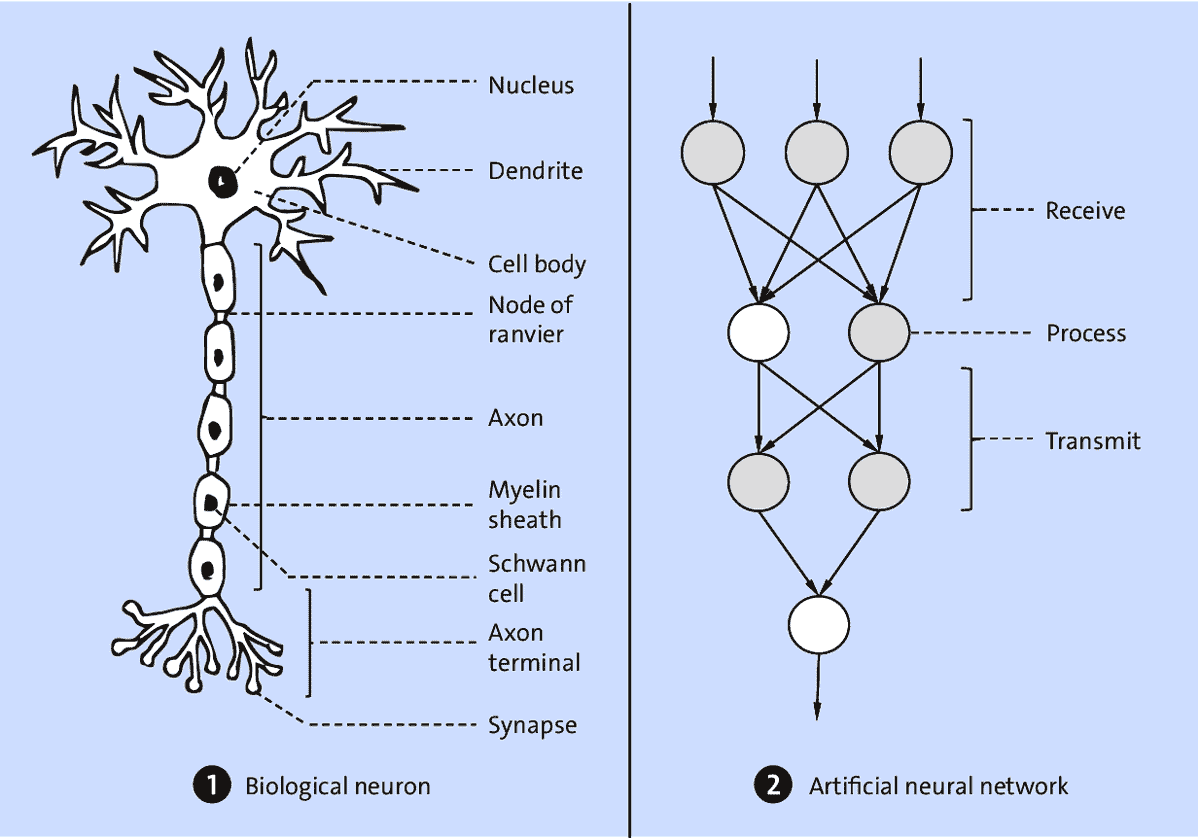 Nucleus
Dendrite
Cell body
Node of
ranvier
Axon
Myelin
sheath
Schwann
cell
Axon
terminal
Synapse
1 Biological neuron
Receive
Process
Transmit
2 Artificial neural network